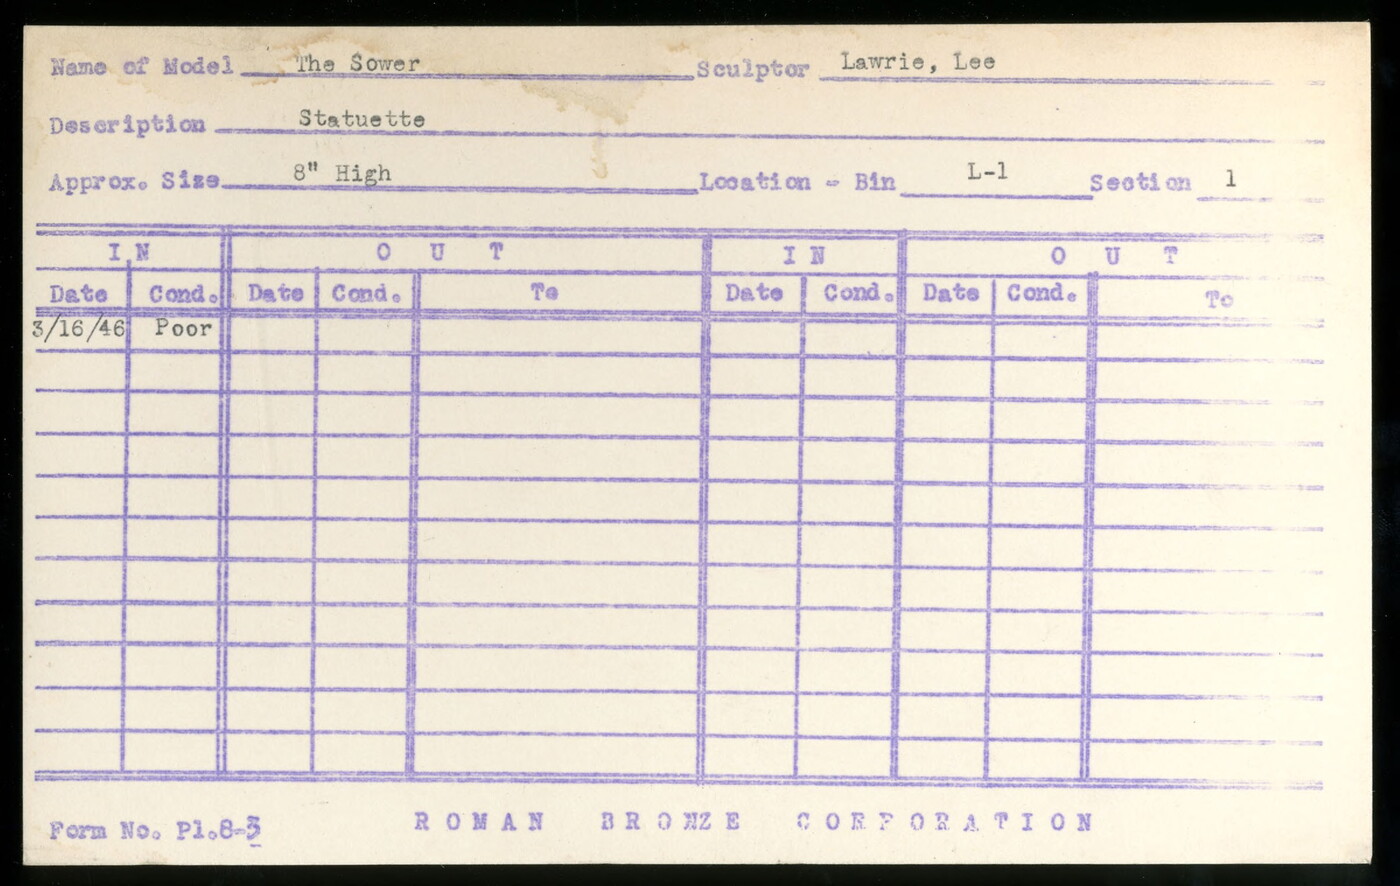 Name of Model The Sower Sculptor Lawrie, Lee
Description Statuette
Approx. Size 8" High Location - Bin L-1 Section 1
IN OUT IN OUT
Date Cond. Date Cond. To Date Cond. Date Cond. To
3/16/46 Poor
Form No. Pl.8-3 ROMAN BRONZE CORPORATION